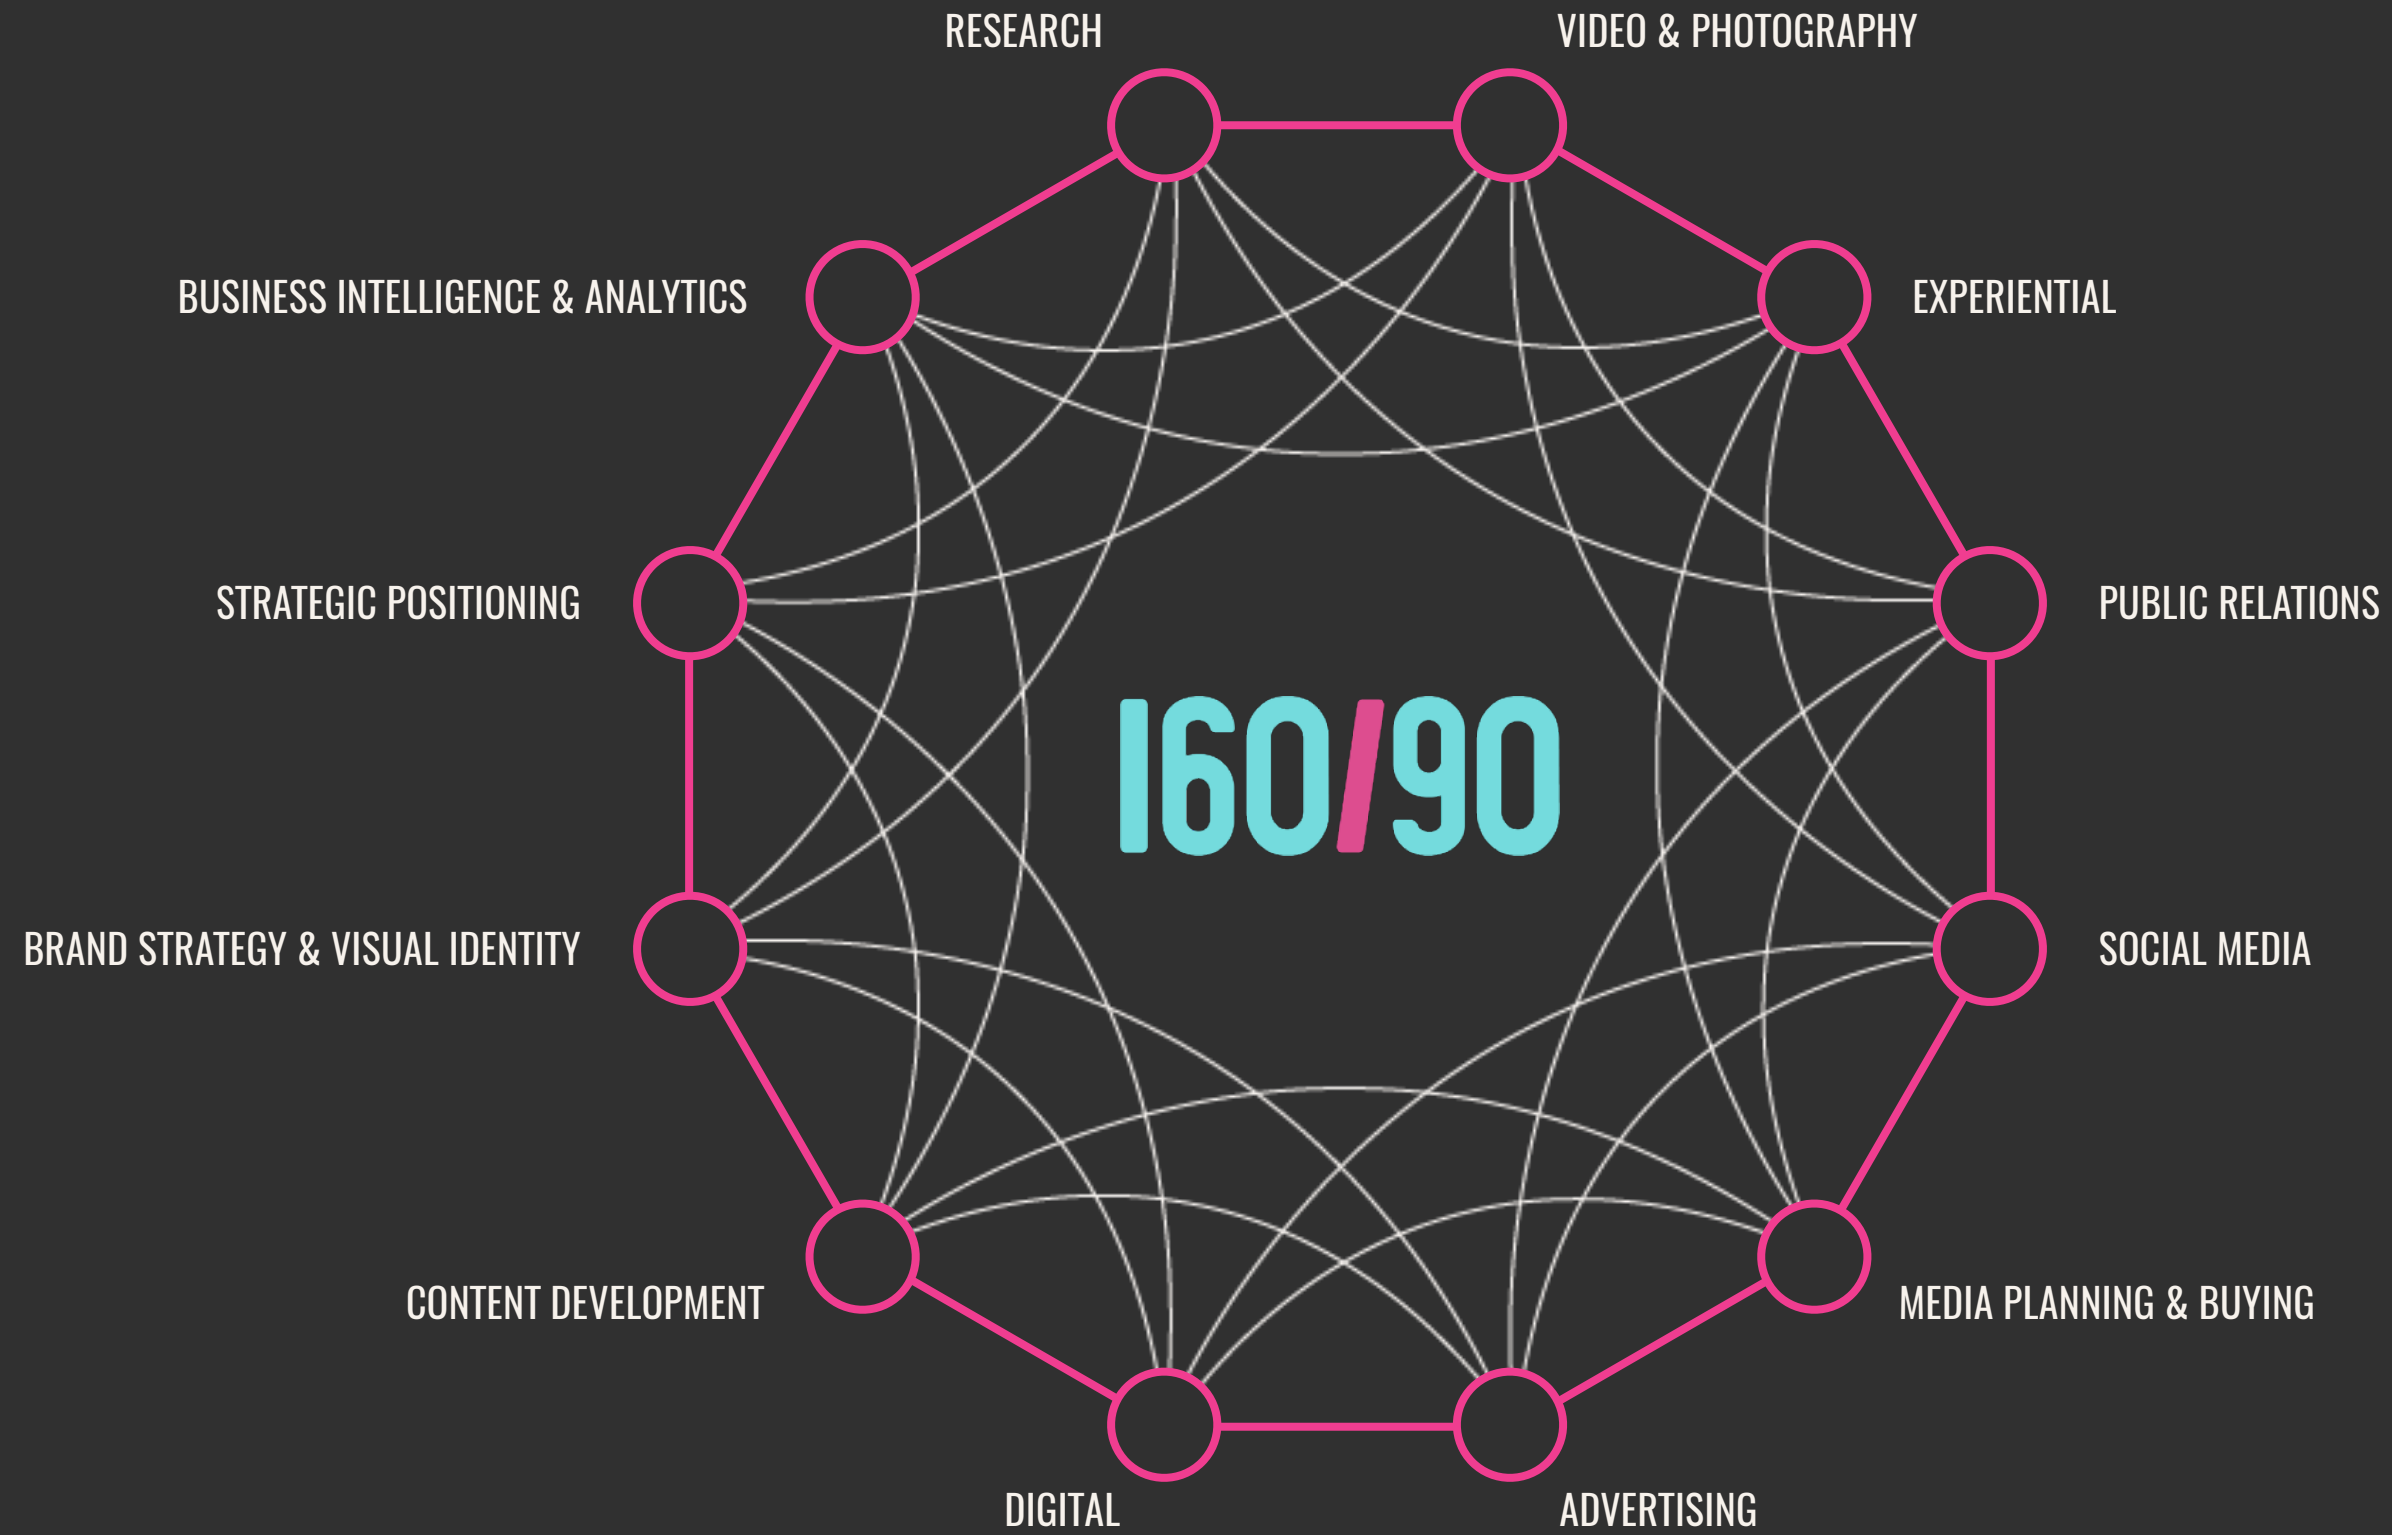 RESEARCH
VIDEO & PHOTOGRAPHY
BUSINESS INTELLIGENCE & ANALYTICS
EXPERIENTIAL
STRATEGIC POSITIONING
PUBLIC RELATIONS
160/90
BRAND STRATEGY & VISUAL IDENTITY
SOCIAL MEDIA
CONTENT DEVELOPMENT
MEDIA PLANNING & BUYING
DIGITAL
ADVERTISING